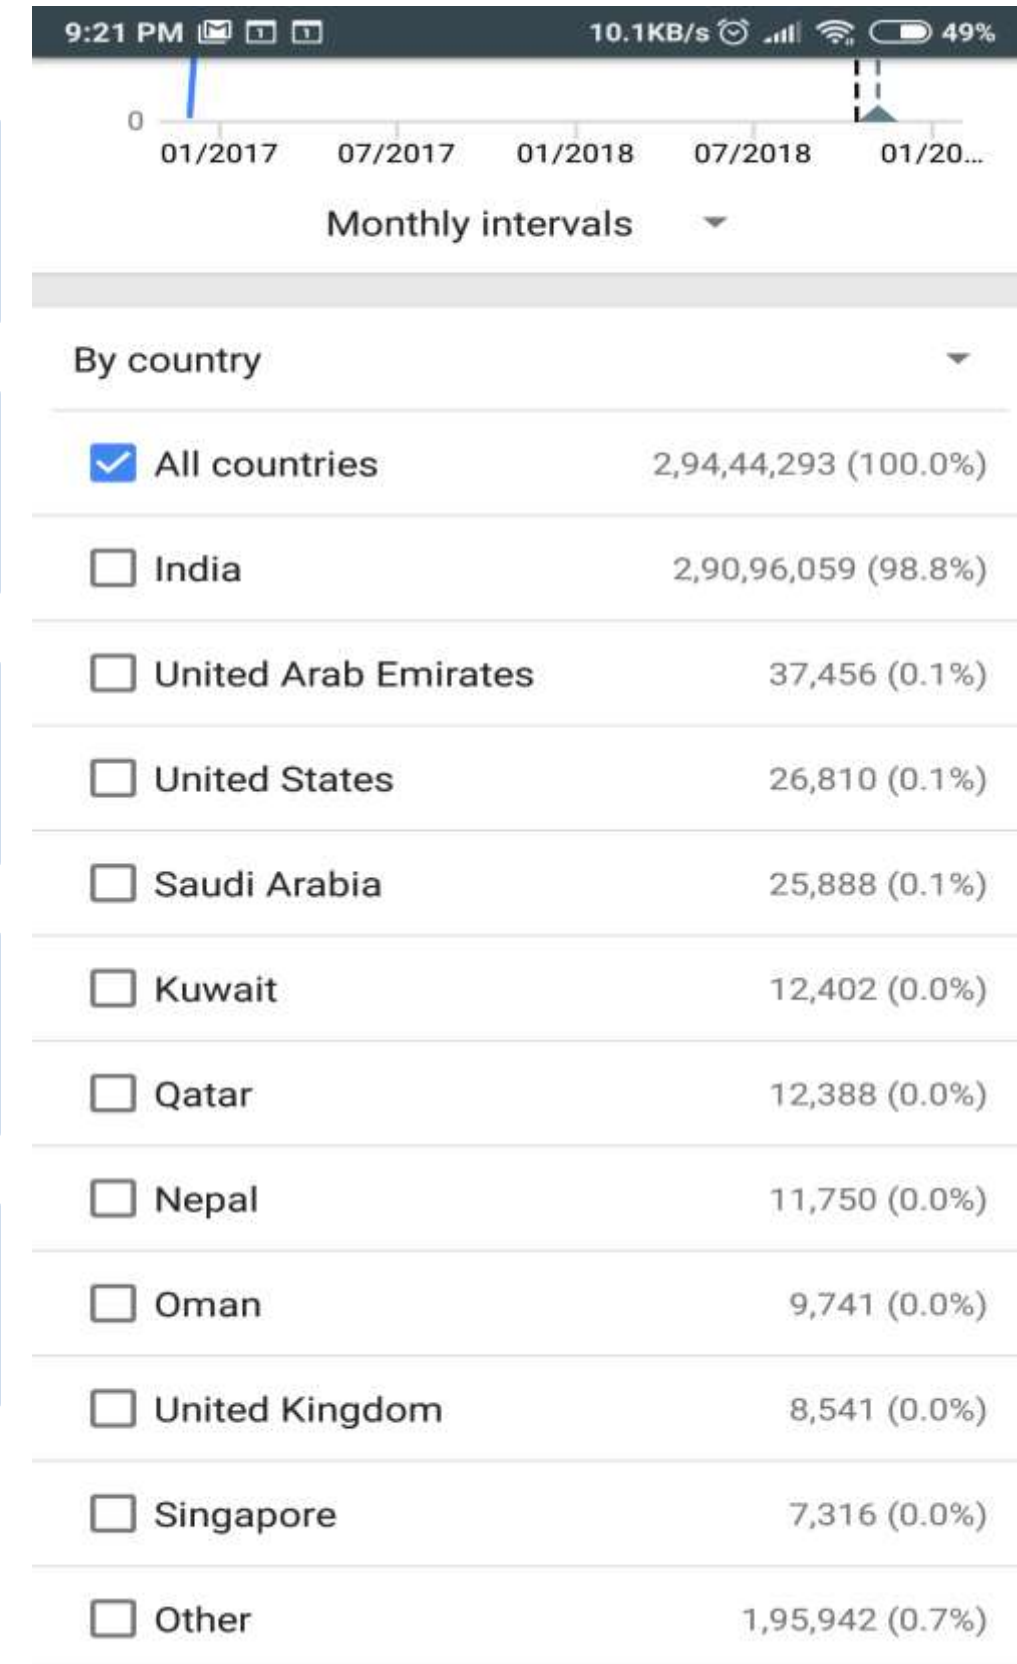 9:21 PM 1 1 10.1KB/s 49%
0
01/2017 07/2017 01/2018 07/2018 01/20...
Monthly intervals
By country
All countries 2,94,44,293 (100.0%)
India 2,90,96,059 (98.8%)
United Arab Emirates 37,456 (0.1%)
United States 26,810 (0.1%)
Saudi Arabia 25,888 (0.1%)
Kuwait 12,402 (0.0%)
Qatar 12,388 (0.0%)
Nepal 11,750 (0.0%)
Oman 9,741 (0.0%)
United Kingdom 8,541 (0.0%)
Singapore 7,316 (0.0%)
Other 1,95,942 (0.7%)